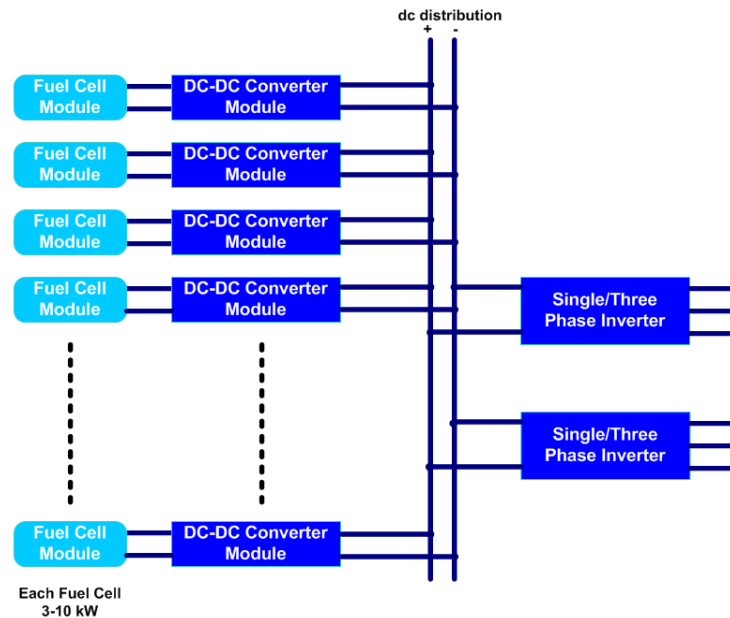 dc distribution
+ -
Fuel Cell
Module
DC-DC Converter
Module
Fuel Cell
Module
DC-DC Converter
Module
Fuel Cell
Module
DC-DC Converter
Module
Fuel Cell
Module
DC-DC Converter
Module
Single/Three
Phase Inverter
Single/Three
Phase Inverter
Fuel Cell
Module
DC-DC Converter
Module
Each Fuel Cell
3-10 kW